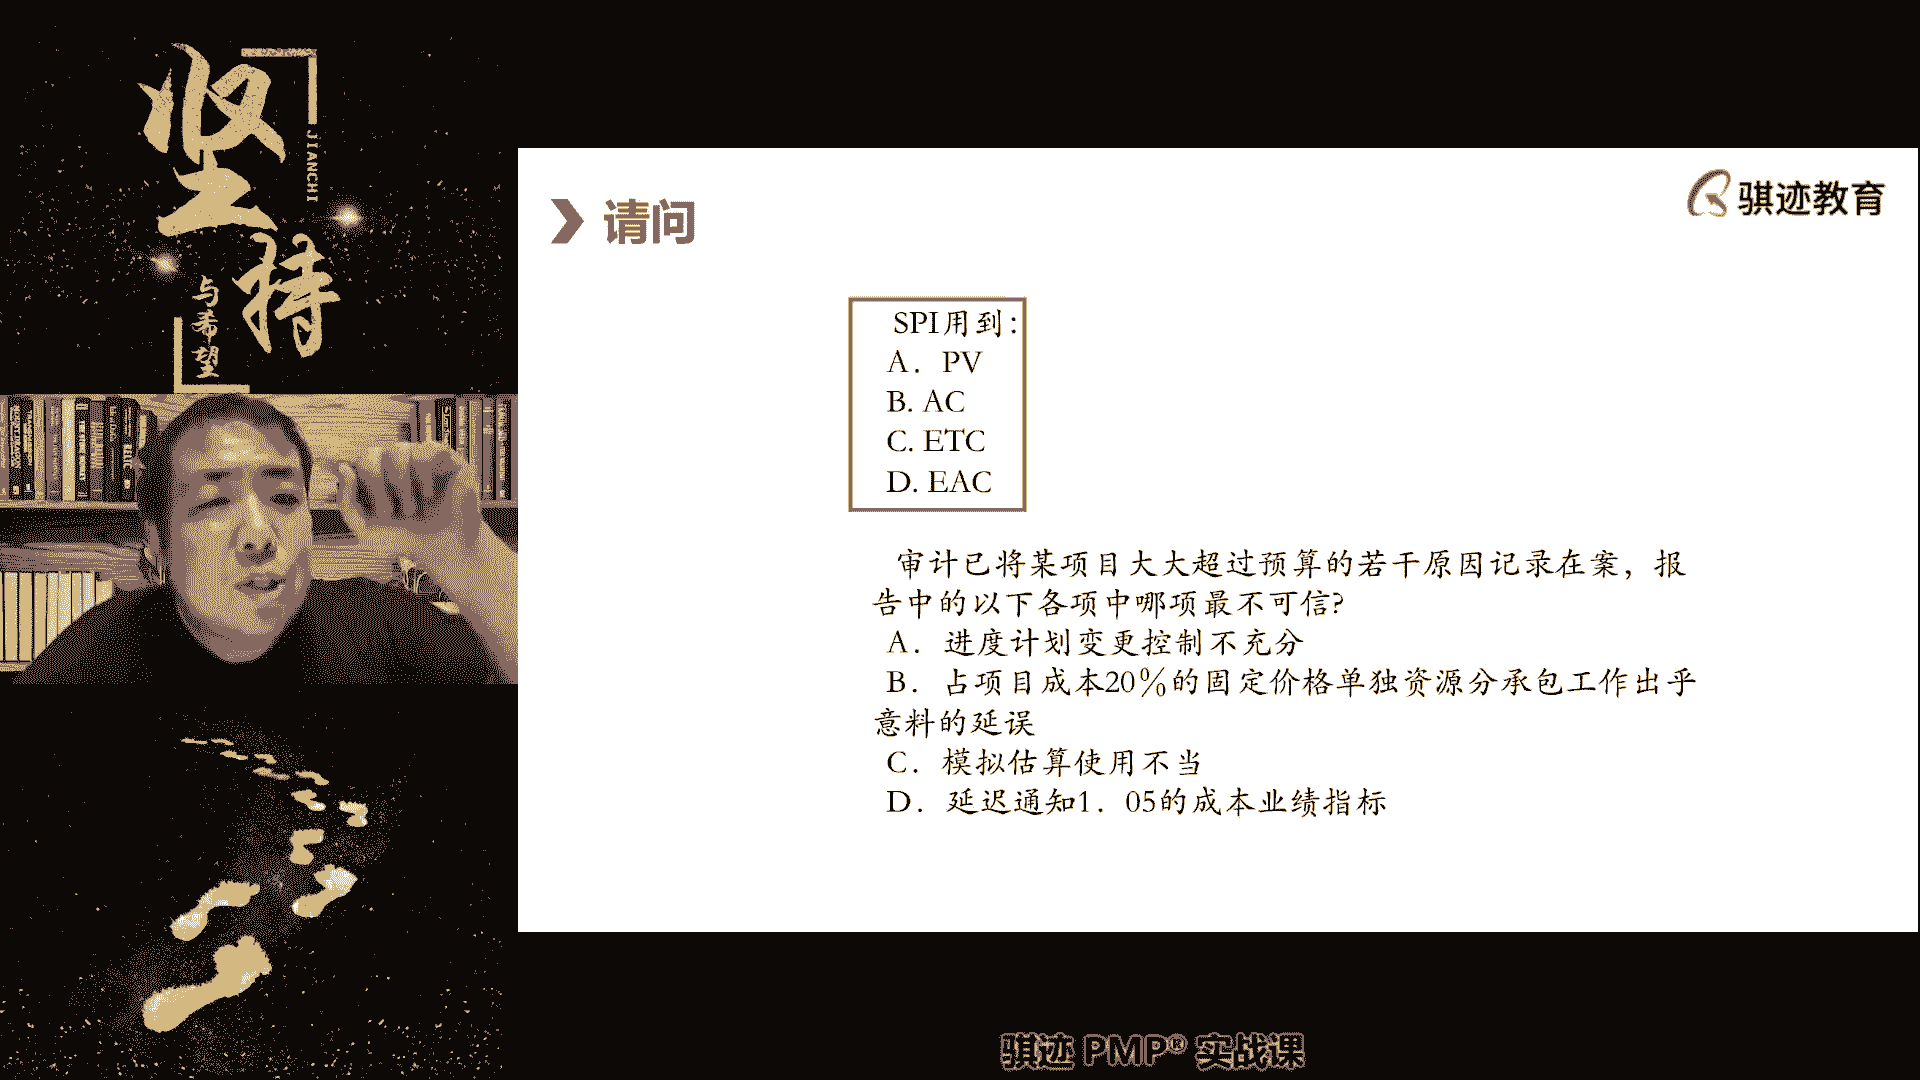 坚持
JIANCHI
与希望
请问
骐迹教育
SPI用到：
A．PV
B. AC
C. ETC
D. EAC
审计已将某项目大大超过预算的若干原因记录在案，报
告中的以下各项中哪项最不可信?
A．进度计划变更控制不充分
B．占项目成本20％的固定价格单独资源分承包工作出乎
意料的延误
C．模拟估算使用不当
D．延迟通知1．05的成本业绩指标
骐迹 PMP® 实战课